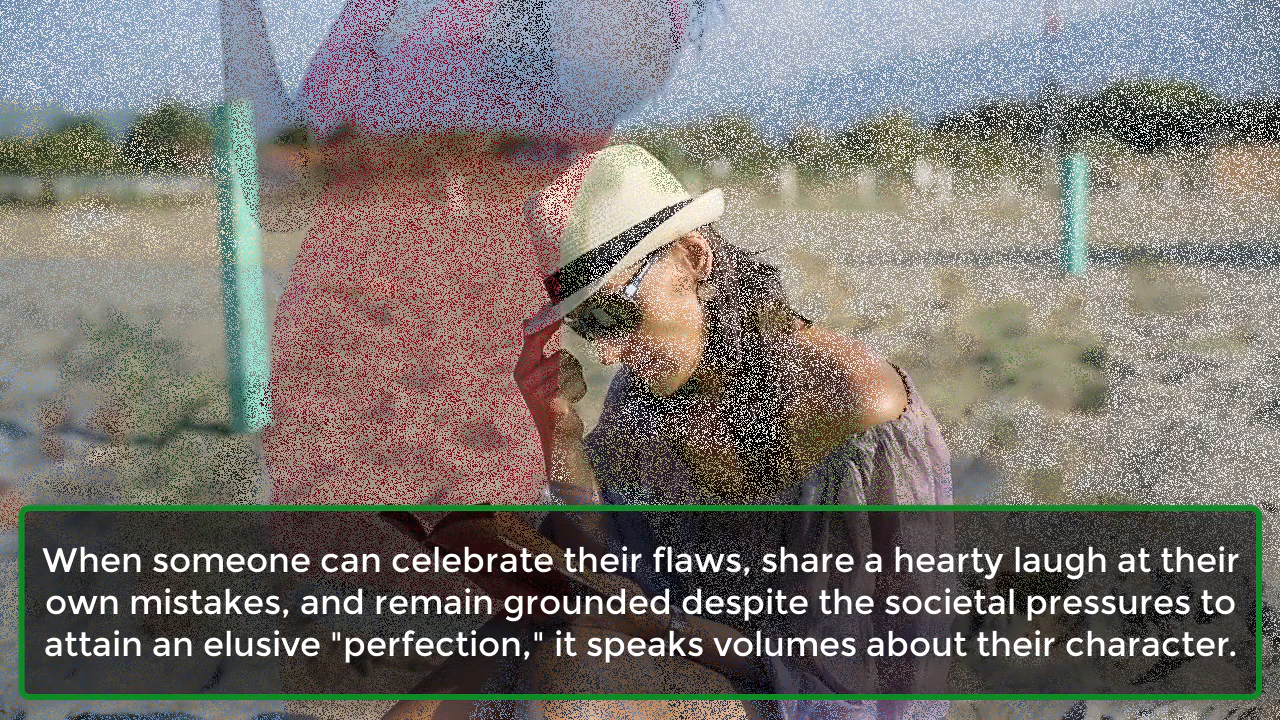 When someone can celebrate their flaws, share a hearty laugh at their
own mistakes, and remain grounded despite the societal pressures to
attain an elusive "perfection," it speaks volumes about their character.